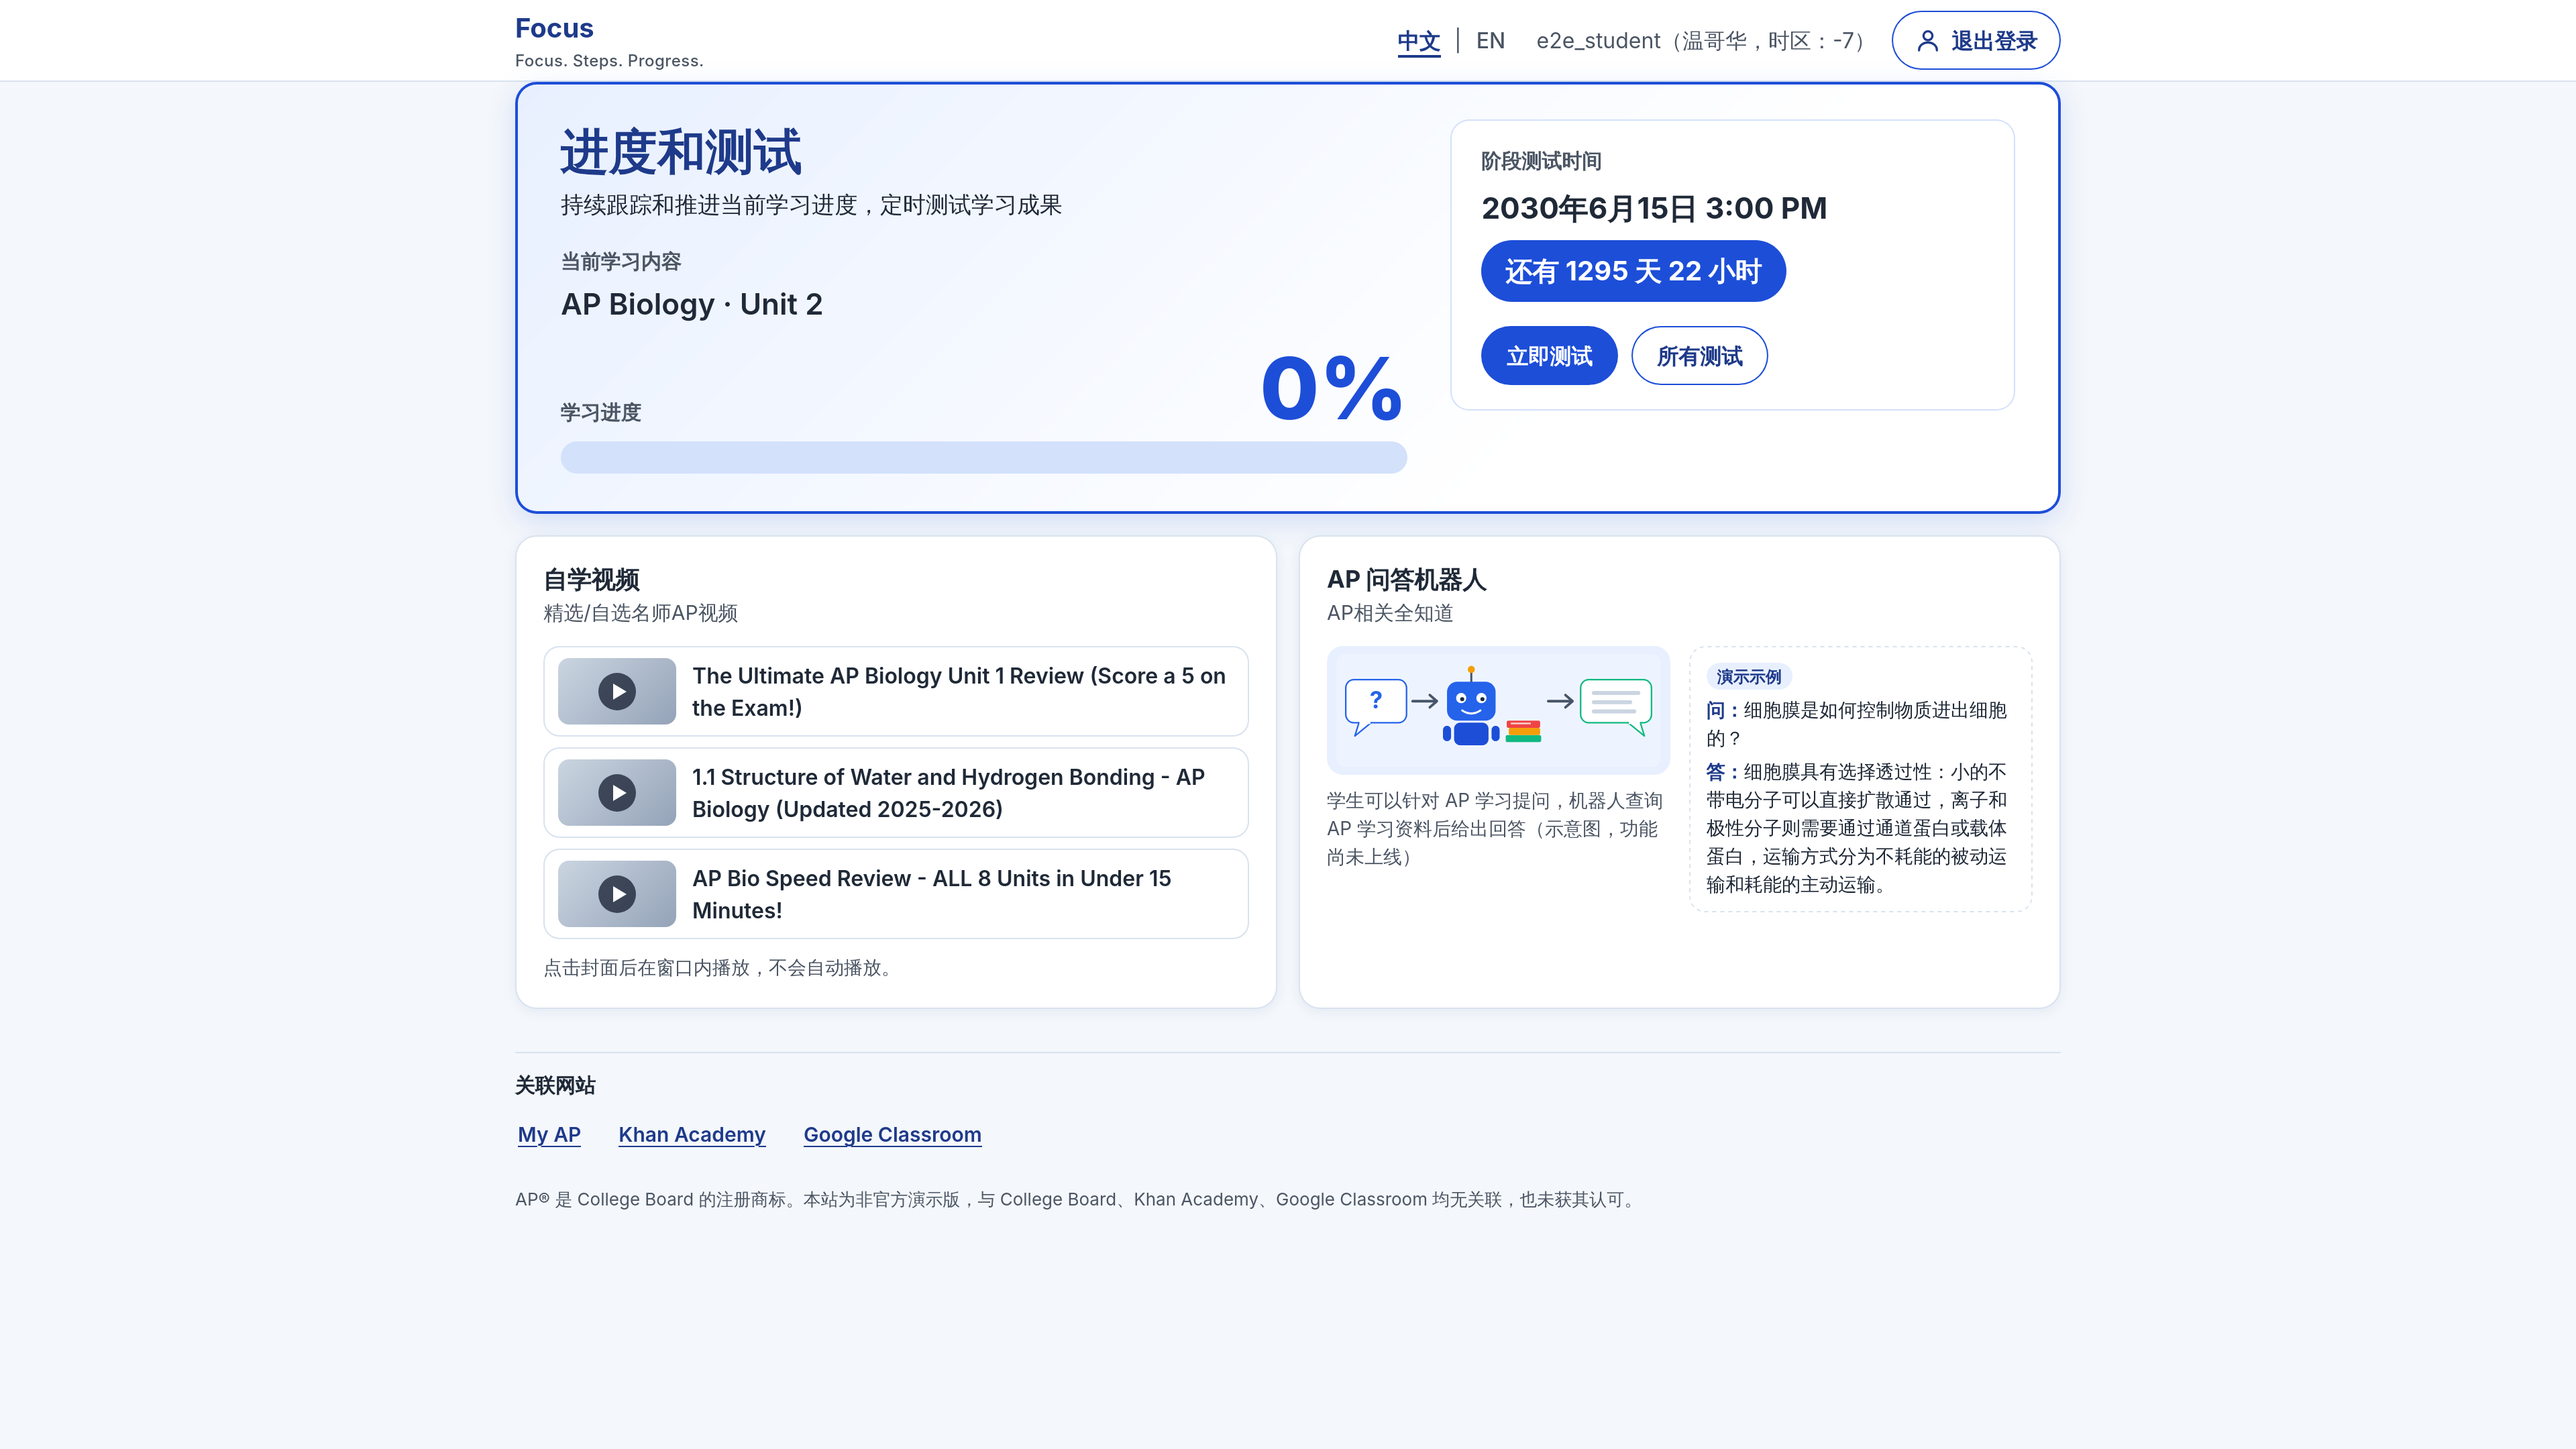 Focus
Focus. Steps. Progress.
中文 | EN e2e_student（温哥华，时区：-7） 退出登录
进度和测试
持续跟踪和推进当前学习进度，定时测试学习成果
当前学习内容
AP Biology · Unit 2
学习进度
0%
阶段测试时间
2030年6月15日 3:00 PM
还有 1295 天 22 小时
立即测试 所有测试
自学视频
精选/自选名师AP视频
The Ultimate AP Biology Unit 1 Review (Score a 5 on
the Exam!)
1.1 Structure of Water and Hydrogen Bonding - AP
Biology (Updated 2025-2026)
AP Bio Speed Review - ALL 8 Units in Under 15
Minutes!
点击封面后在窗口内播放，不会自动播放。
AP 问答机器人
AP相关全知道
?
学生可以针对 AP 学习提问，机器人查询
AP 学习资料后给出回答（示意图，功能
尚未上线）
演示示例
问：细胞膜是如何控制物质进出细胞
的？
答：细胞膜具有选择透过性：小的不
带电分子可以直接扩散通过，离子和
极性分子则需要通过通道蛋白或载体
蛋白，运输方式分为不耗能的被动运
输和耗能的主动运输。
关联网站
My AP Khan Academy Google Classroom
AP® 是 College Board 的注册商标。本站为非官方演示版，与 College Board、Khan Academy、Google Classroom 均无关联，也未获其认可。